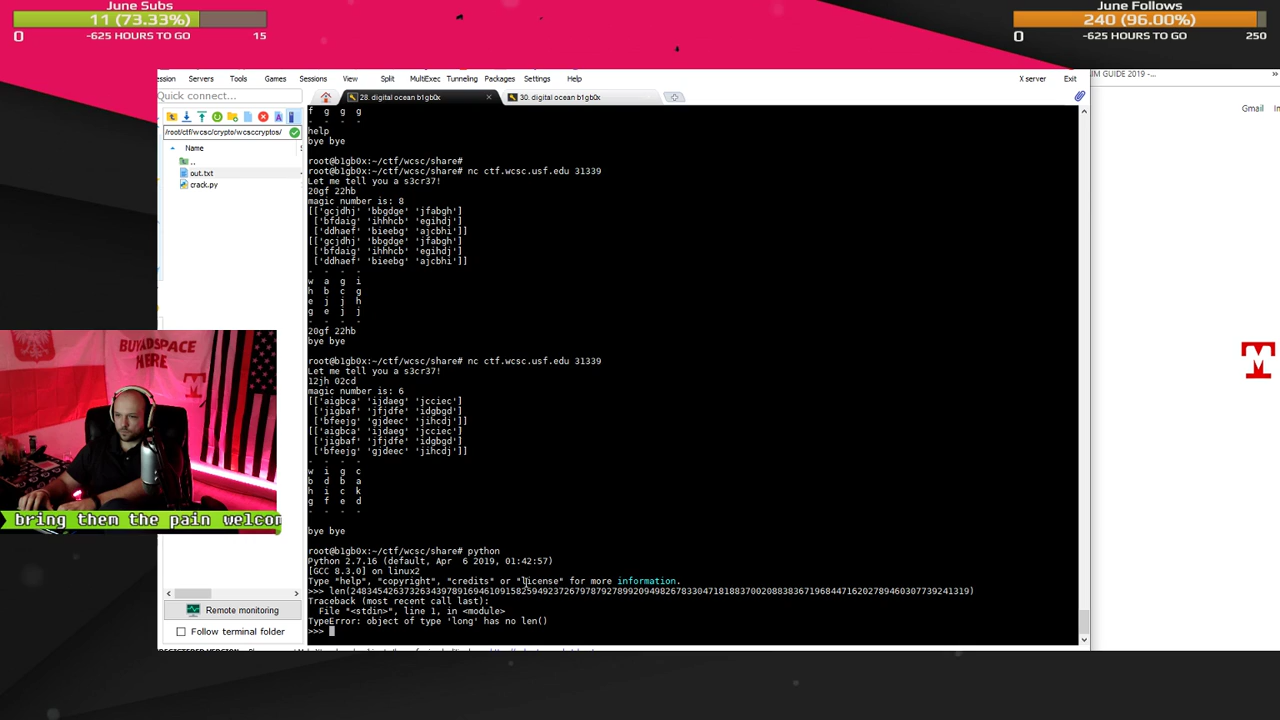 June Subs
11 (73.33%)
0
-625 HOURS TO GO
15
June Follows
240 (96.00%)
0
-625 HOURS TO GO
250
ession Servers Tools Games Sessions View Split MultiExec Tunneling Packages Settings Help X server Exit
IM GUIDE 2019 -...
»
Quick connect...
28. digital ocean b1gb0x
30. digital ocean b1gb0x
Gmail
/root/ctf/wcsc/crypto/wcsccryptos/
Name
..
out.txt
crack.py
f g g g
- - - -
help
bye bye
root@b1gb0x:~/ctf/wcsc/share#
root@b1gb0x:~/ctf/wcsc/share# nc ctf.wcsc.usf.edu 31339
Let me tell you a s3cr37!
20gf 22hb
magic number is: 8
[['gcjdhj' 'bbgdge' 'jfabgh']
['bfdaig' 'ihhhcb' 'egihdj']
['ddhaef' 'bieebg' 'ajcbhi']]
[['gcjdhj' 'bbgdge' 'jfabgh']
['bfdaig' 'ihhhcb' 'egihdj']
['ddhaef' 'bieebg' 'ajcbhi']]
- - - -
w a g i
h b c g
e j j h
g e j j
- - - -
20gf 22hb
bye bye
root@b1gb0x:~/ctf/wcsc/share# nc ctf.wcsc.usf.edu 31339
Let me tell you a s3cr37!
12jh 02cd
magic number is: 6
[['aigbca' 'ijdaeg' 'jcciec']
['jigbaf' 'jfjdfe' 'idgbgd']
['bfeejg' 'gjdeec' 'jihcdj']]
[['aigbca' 'ijdaeg' 'jcciec']
['jigbaf' 'jfjdfe' 'idgbgd']
['bfeejg' 'gjdeec' 'jihcdj']]
- - - -
w i g c
b d b a
h i c k
g f e d
- - - -
bye bye
root@b1gb0x:~/ctf/wcsc/share# python
Python 2.7.16 (default, Apr 6 2019, 01:42:57)
[GCC 8.3.0] on linux2
Type "help", "copyright", "credits" or "license" for more information.
Traceback (most recent call last):
File "<stdin>", line 1, in <module>
TypeError: object of type 'long' has no len()
>>>
Remote monitoring
Follow terminal folder
BUY ADSPACE
HERE
bring them the pain welcom